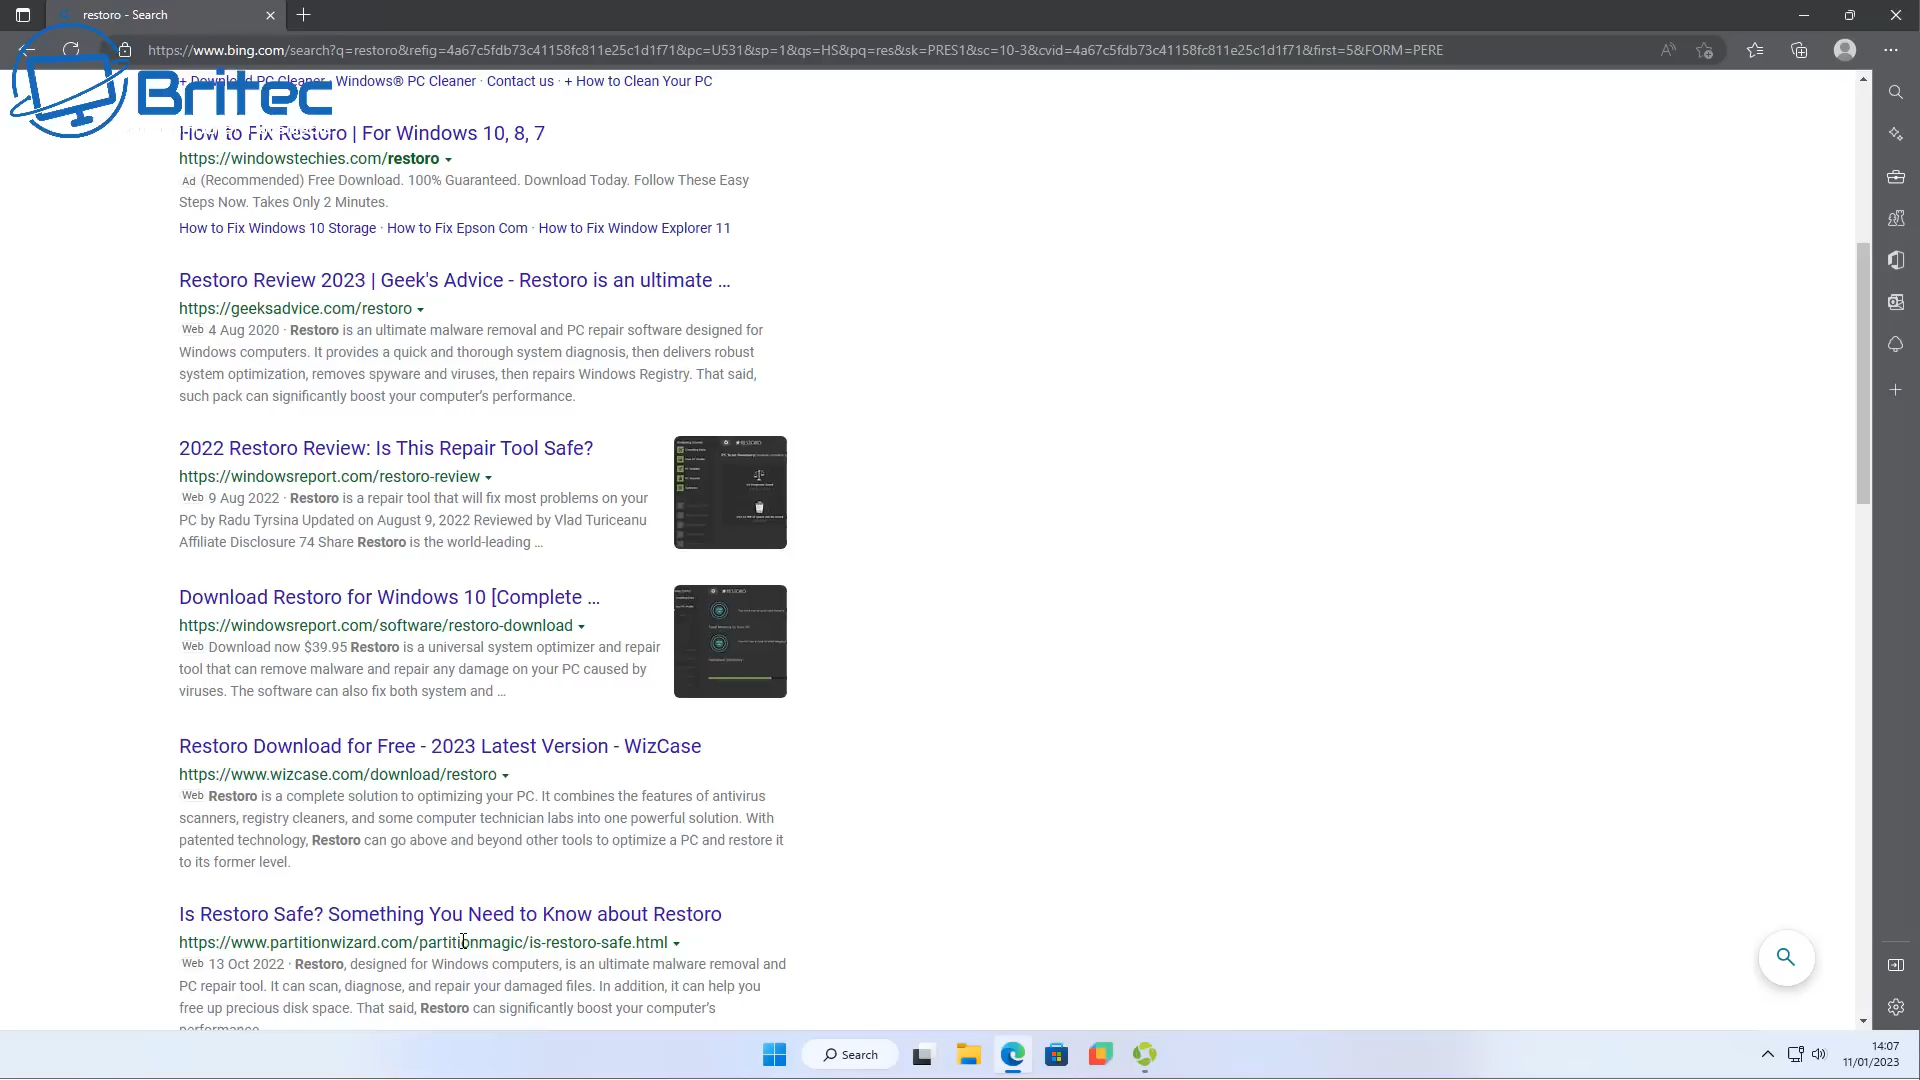 restoro - Search
https://www.bing.com/search?q=restoro&refig=4a67c5fdb73c41158fc811e25c1d1f71&pc=U531&sp=1&qs=HS&pq=res&sk=PRES1&sc=10-3&cvid=4a67c5fdb73c41158fc811e25c1d1f71&first=5&FORM=PERE
Britec
+ Download PC Cleaner · Windows® PC Cleaner · Contact us · + How to Clean Your PC
How to Fix Restoro | For Windows 10, 8, 7
https://windowstechies.com/restoro
Ad (Recommended) Free Download. 100% Guaranteed. Download Today. Follow These Easy
Steps Now. Takes Only 2 Minutes.
How to Fix Windows 10 Storage · How to Fix Epson Com · How to Fix Window Explorer 11
Restoro Review 2023 | Geek's Advice - Restoro is an ultimate ...
https://geeksadvice.com/restoro
Web 4 Aug 2020 · Restoro is an ultimate malware removal and PC repair software designed for
Windows computers. It provides a quick and thorough system diagnosis, then delivers robust
system optimization, removes spyware and viruses, then repairs Windows Registry. That said,
such pack can significantly boost your computer's performance.
2022 Restoro Review: Is This Repair Tool Safe?
https://windowsreport.com/restoro-review
Web 9 Aug 2022 · Restoro is a repair tool that will fix most problems on your
PC by Radu Tyrsina Updated on August 9, 2022 Reviewed by Vlad Turiceanu
Affiliate Disclosure 74 Share Restoro is the world-leading ...
RESTORO
Download Restoro for Windows 10 [Complete ...
https://windowsreport.com/software/restoro-download
Web Download now $39.95 Restoro is a universal system optimizer and repair
tool that can remove malware and repair any damage on your PC caused by
viruses. The software can also fix both system and ...
RESTORO
Restoro Download for Free - 2023 Latest Version - WizCase
https://www.wizcase.com/download/restoro
Web Restoro is a complete solution to optimizing your PC. It combines the features of antivirus
scanners, registry cleaners, and some computer technician labs into one powerful solution. With
patented technology, Restoro can go above and beyond other tools to optimize a PC and restore it
to its former level.
Is Restoro Safe? Something You Need to Know about Restoro
https://www.partitionwizard.com/partitionmagic/is-restoro-safe.html
Web 13 Oct 2022 · Restoro, designed for Windows computers, is an ultimate malware removal and
PC repair tool. It can scan, diagnose, and repair your damaged files. In addition, it can help you
free up precious disk space. That said, Restoro can significantly boost your computer's
performance.
Search
14:07
11/01/2023